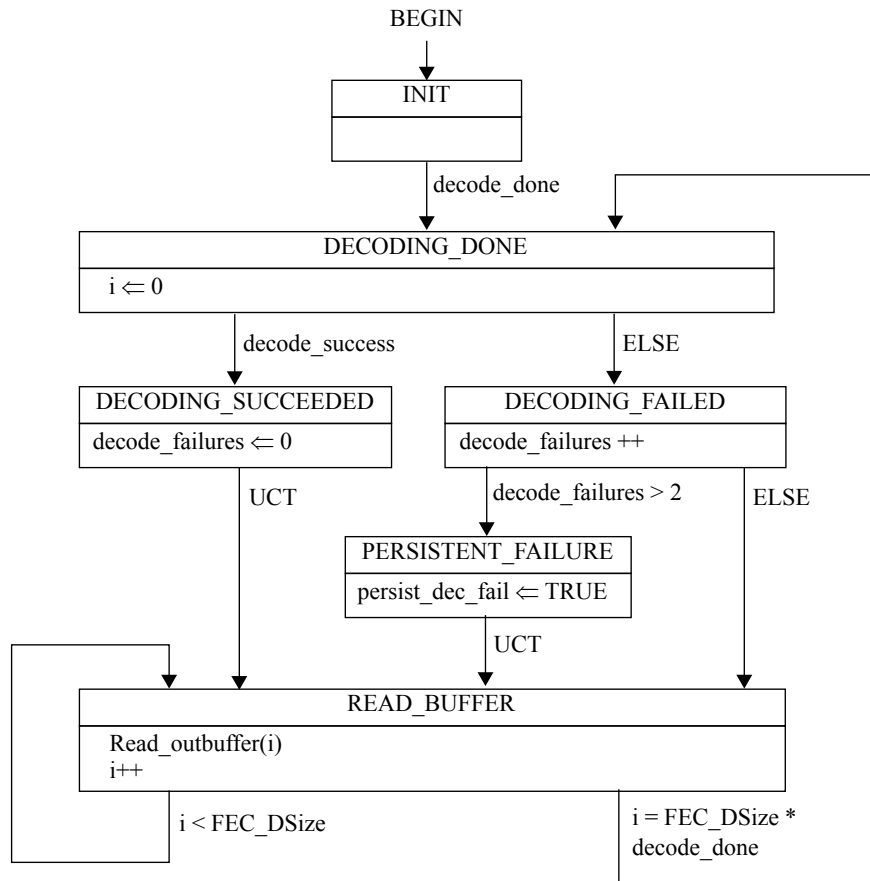 BEGIN
INIT
decode_done
DECODING_DONE
i ⇐ 0
decode_success
ELSE
DECODING_SUCCEEDED
decode_failures ⇐ 0
DECODING_FAILED
decode_failures ++
UCT
decode_failures > 2
ELSE
PERSISTENT_FAILURE
persist_dec_fail ⇐ TRUE
UCT
READ_BUFFER
Read_outbuffer(i)
i++
i < FEC_DSize
i = FEC_DSize *
decode_done